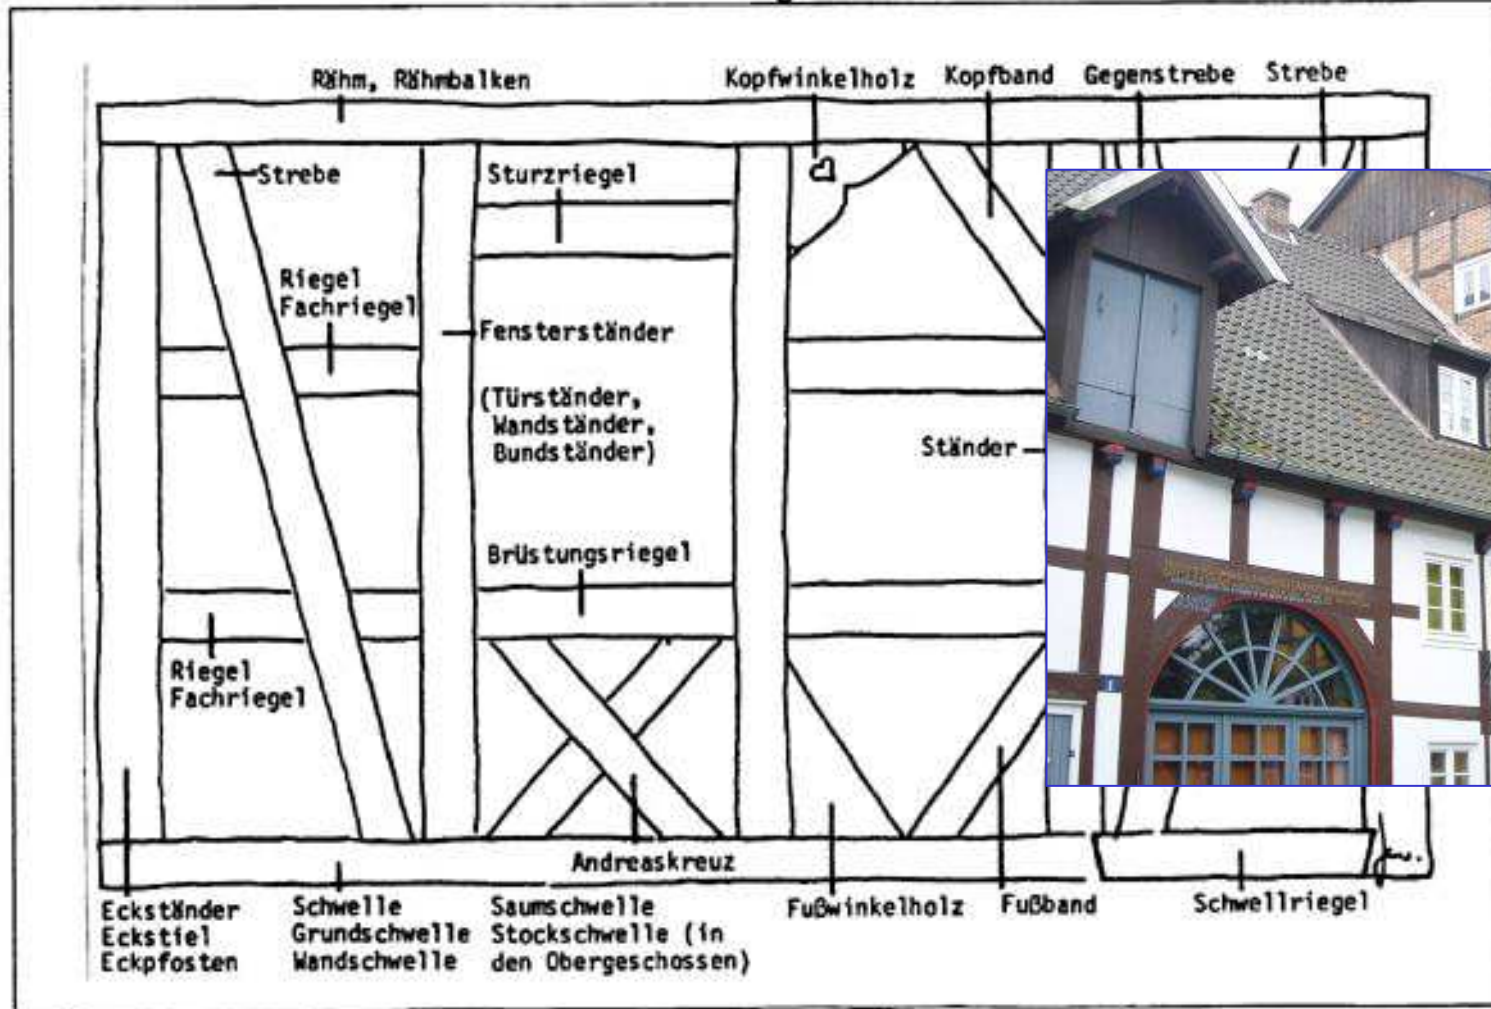 Rähm, Rähmbalken
Kopfwinkelholz
Kopfband
Gegenstrebe
Strebe
Strebe
Sturzriegel
Riegel
Fachriegel
Fensterständer
(Türständer,
Wandständer,
Bundständer)
Ständer
Brüstungsriegel
Riegel
Fachriegel
1
Andreaskreuz
Eckständer
Eckstiel
Eckpfosten
Schwelle
Grundschwelle
Wandschwelle
Saumschwelle
Stockschwelle (in
den Obergeschossen)
Fußwinkelholz
Fußband
Schwellriegel